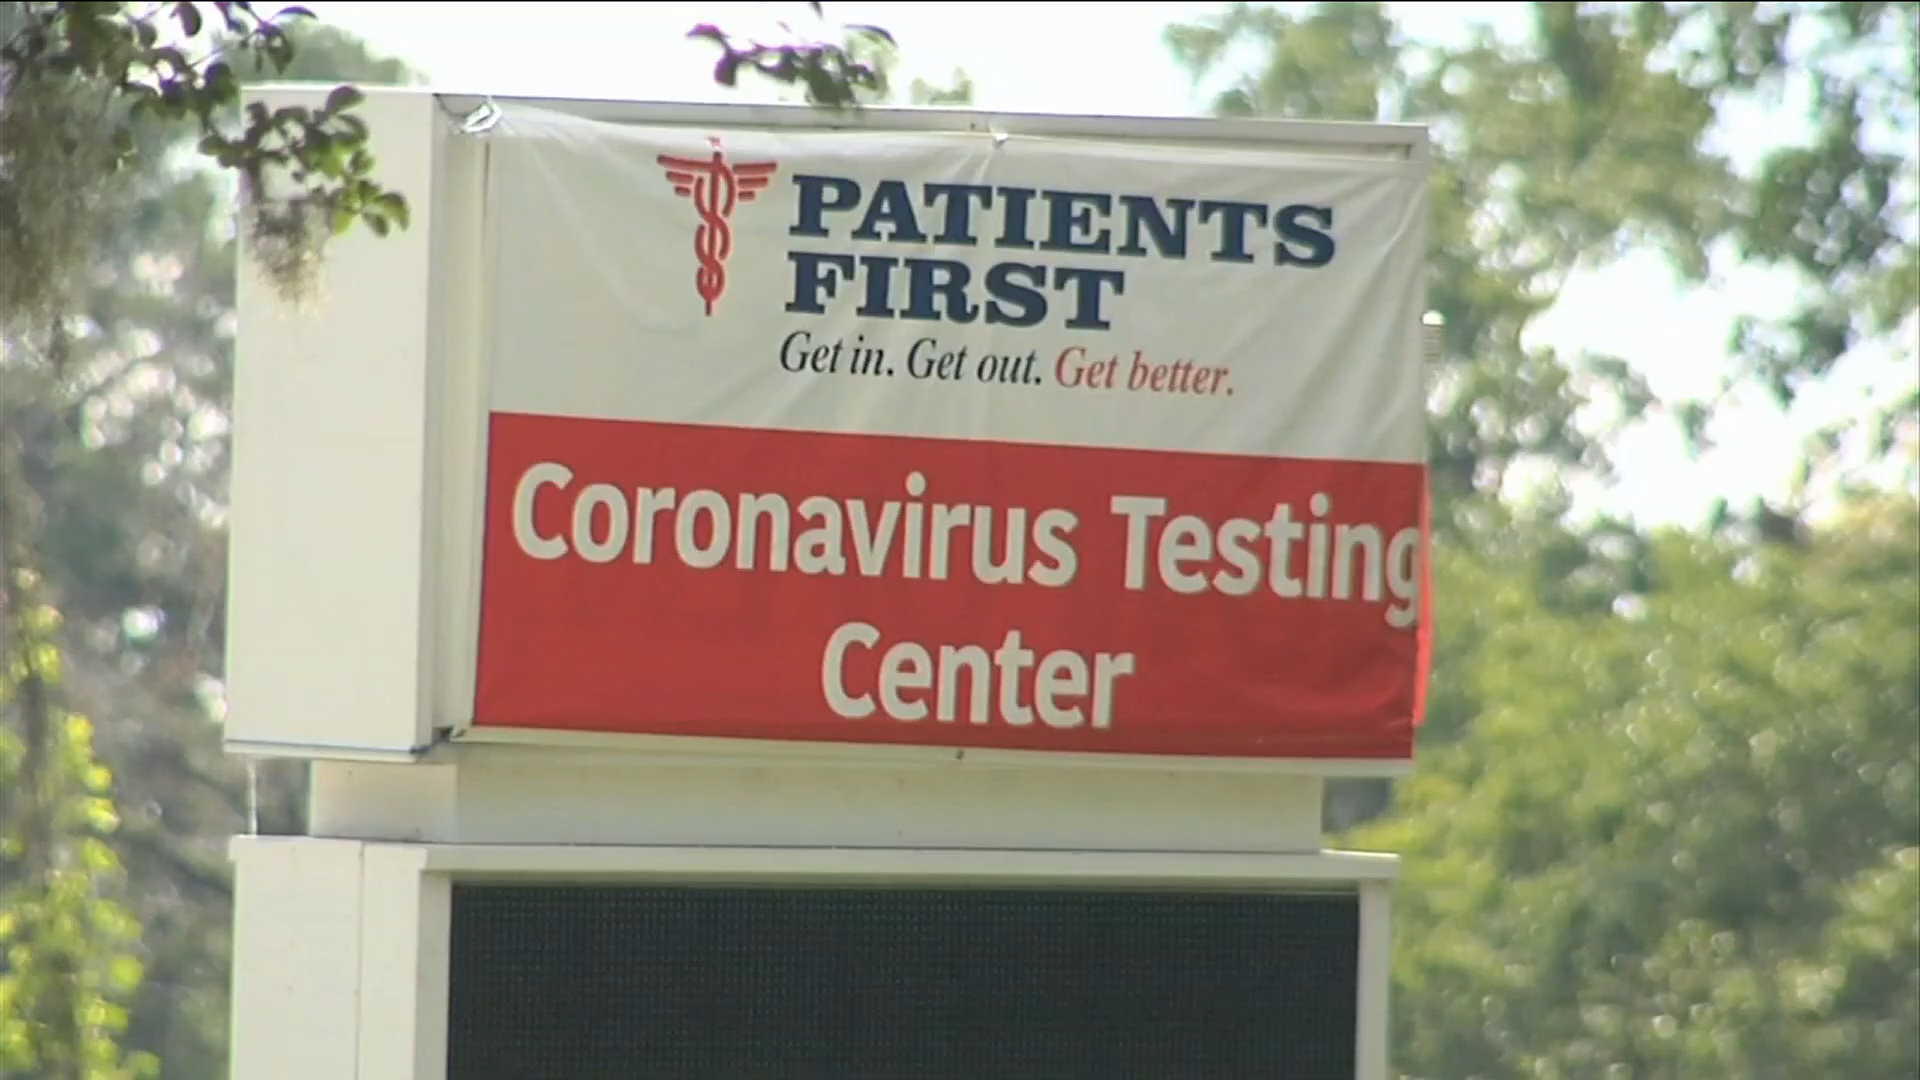 PATIENTS
FIRST
Get in. Get out. Get better.
Coronavirus Testing
Center